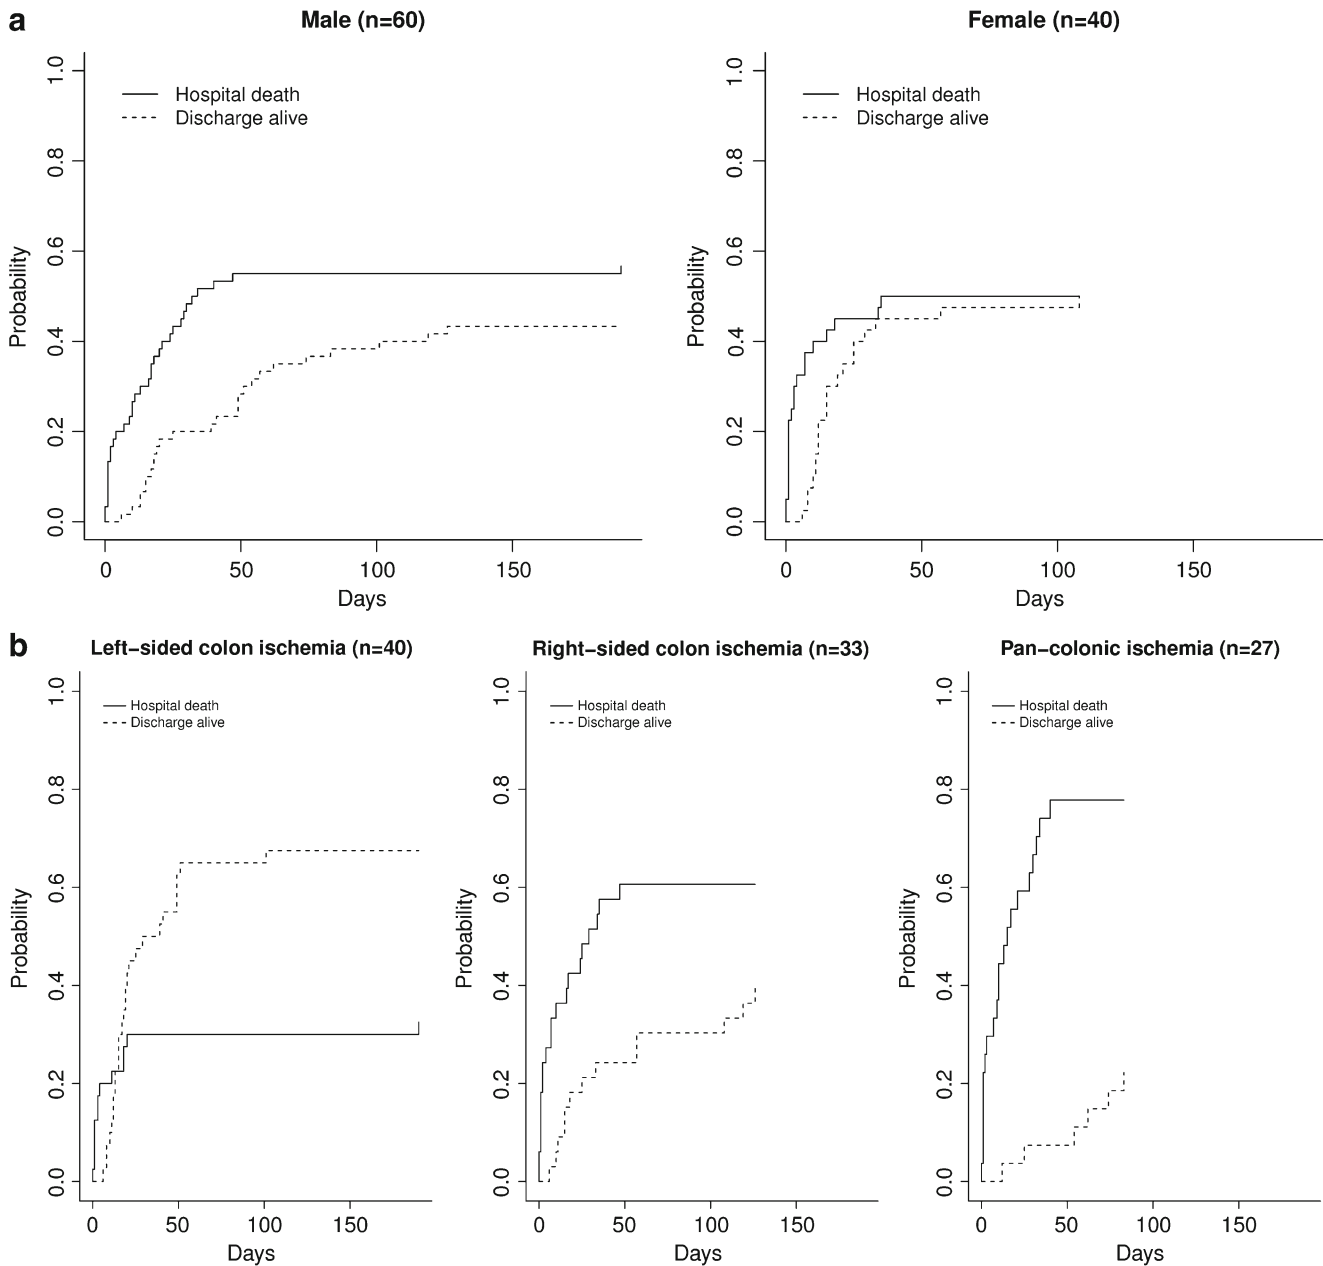 a
Male (n=60)
Female (n=40)
Hospital death
Discharge alive
Probability
0.0
0.2
0.4
0.6
0.8
1.0
0
50
100
150
Days
Hospital death
Discharge alive
Probability
0.0
0.2
0.4
0.6
0.8
1.0
0
50
100
150
Days
b
Left−sided colon ischemia (n=40)
Right−sided colon ischemia (n=33)
Pan−colonic ischemia (n=27)
Hospital death
Discharge alive
Probability
0.0
0.2
0.4
0.6
0.8
1.0
0
50
100
150
Days
Hospital death
Discharge alive
Probability
0.0
0.2
0.4
0.6
0.8
1.0
0
50
100
150
Days
Hospital death
Discharge alive
Probability
0.0
0.2
0.4
0.6
0.8
1.0
0
50
100
150
Days